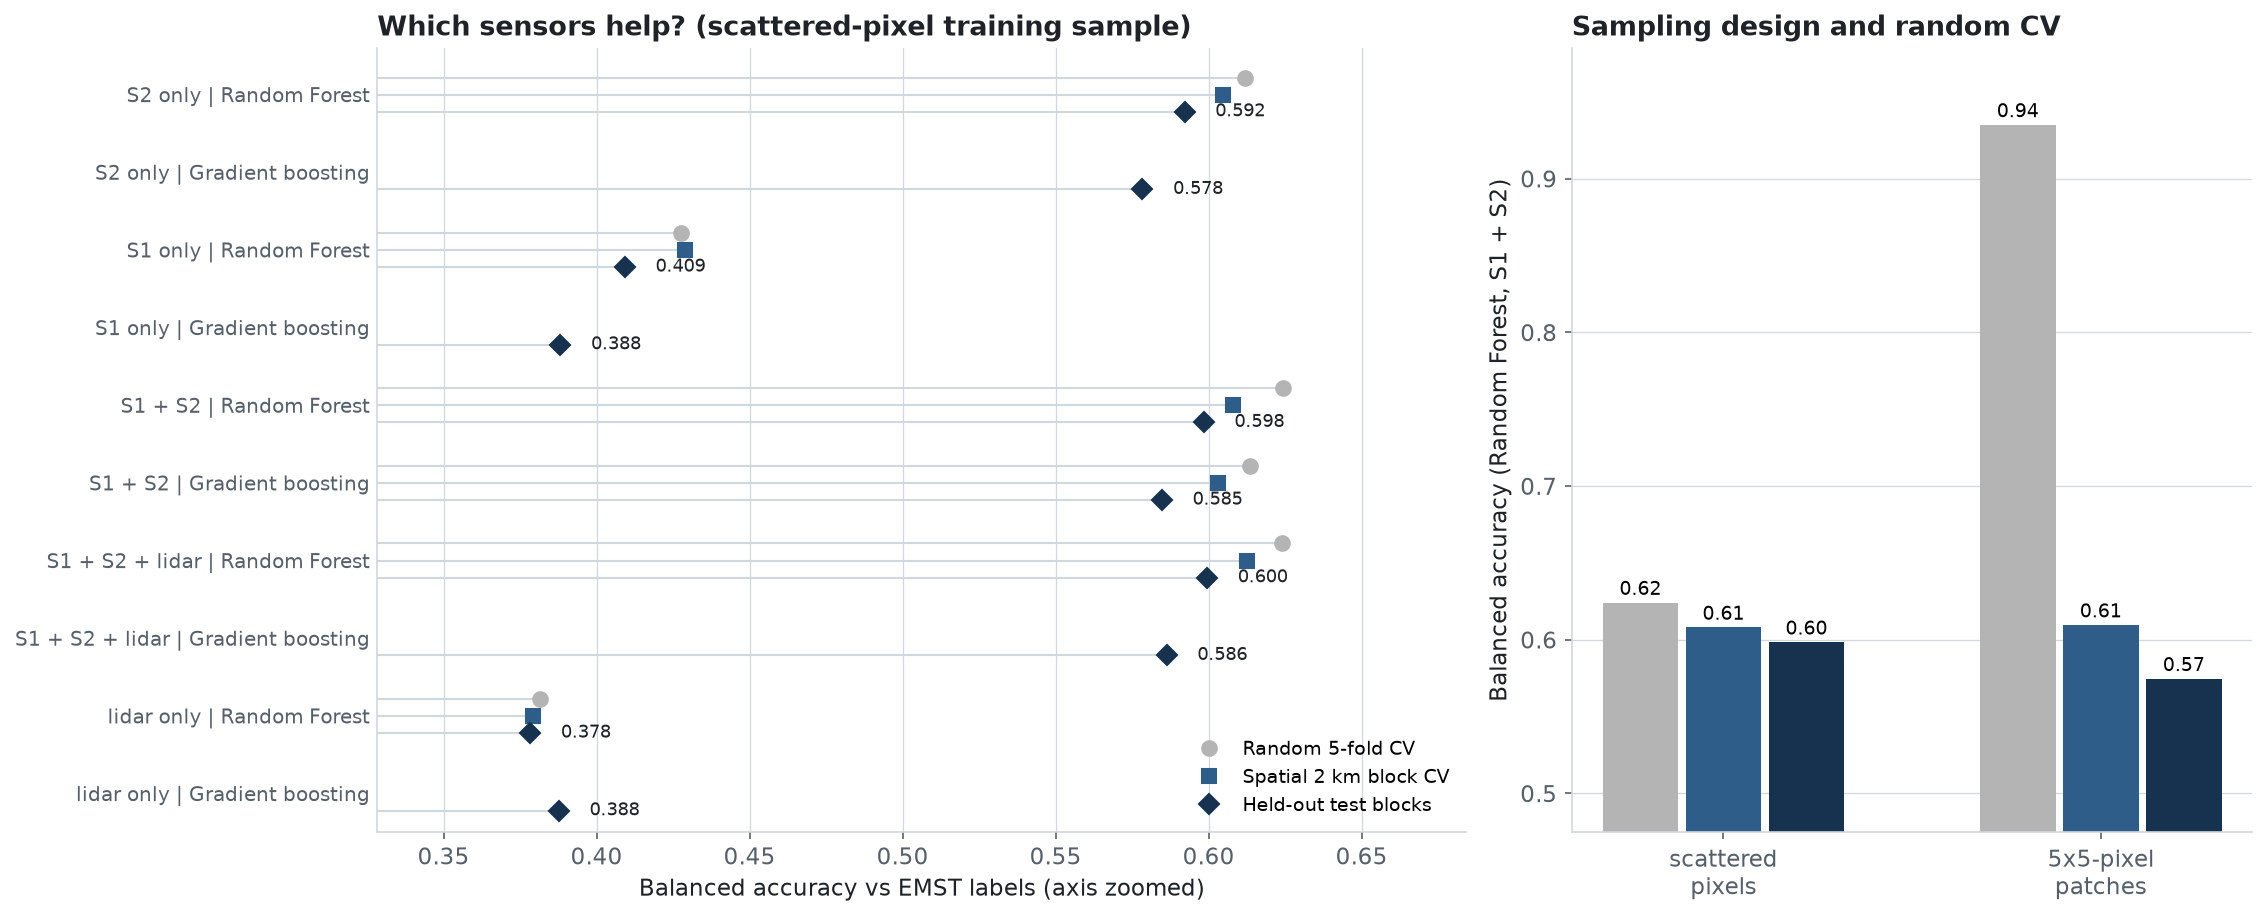 Which sensors help? (scattered-pixel training sample)
S2 only | Random Forest
0.592
S2 only | Gradient boosting
0.578
S1 only | Random Forest
0.409
S1 only | Gradient boosting
0.388
S1 + S2 | Random Forest
0.598
S1 + S2 | Gradient boosting
0.585
S1 + S2 + lidar | Random Forest
0.600
S1 + S2 + lidar | Gradient boosting
0.586
lidar only | Random Forest
0.378
lidar only | Gradient boosting
0.388
Random 5-fold CV
Spatial 2 km block CV
Held-out test blocks
0.35 0.40 0.45 0.50 0.55 0.60 0.65
Balanced accuracy vs EMST labels (axis zoomed)
Sampling design and random CV
Balanced accuracy (Random Forest, S1 + S2)
0.9
0.8
0.7
0.6
0.5
0.62
0.61
0.60
0.94
0.61
0.57
scattered
pixels
5x5-pixel
patches